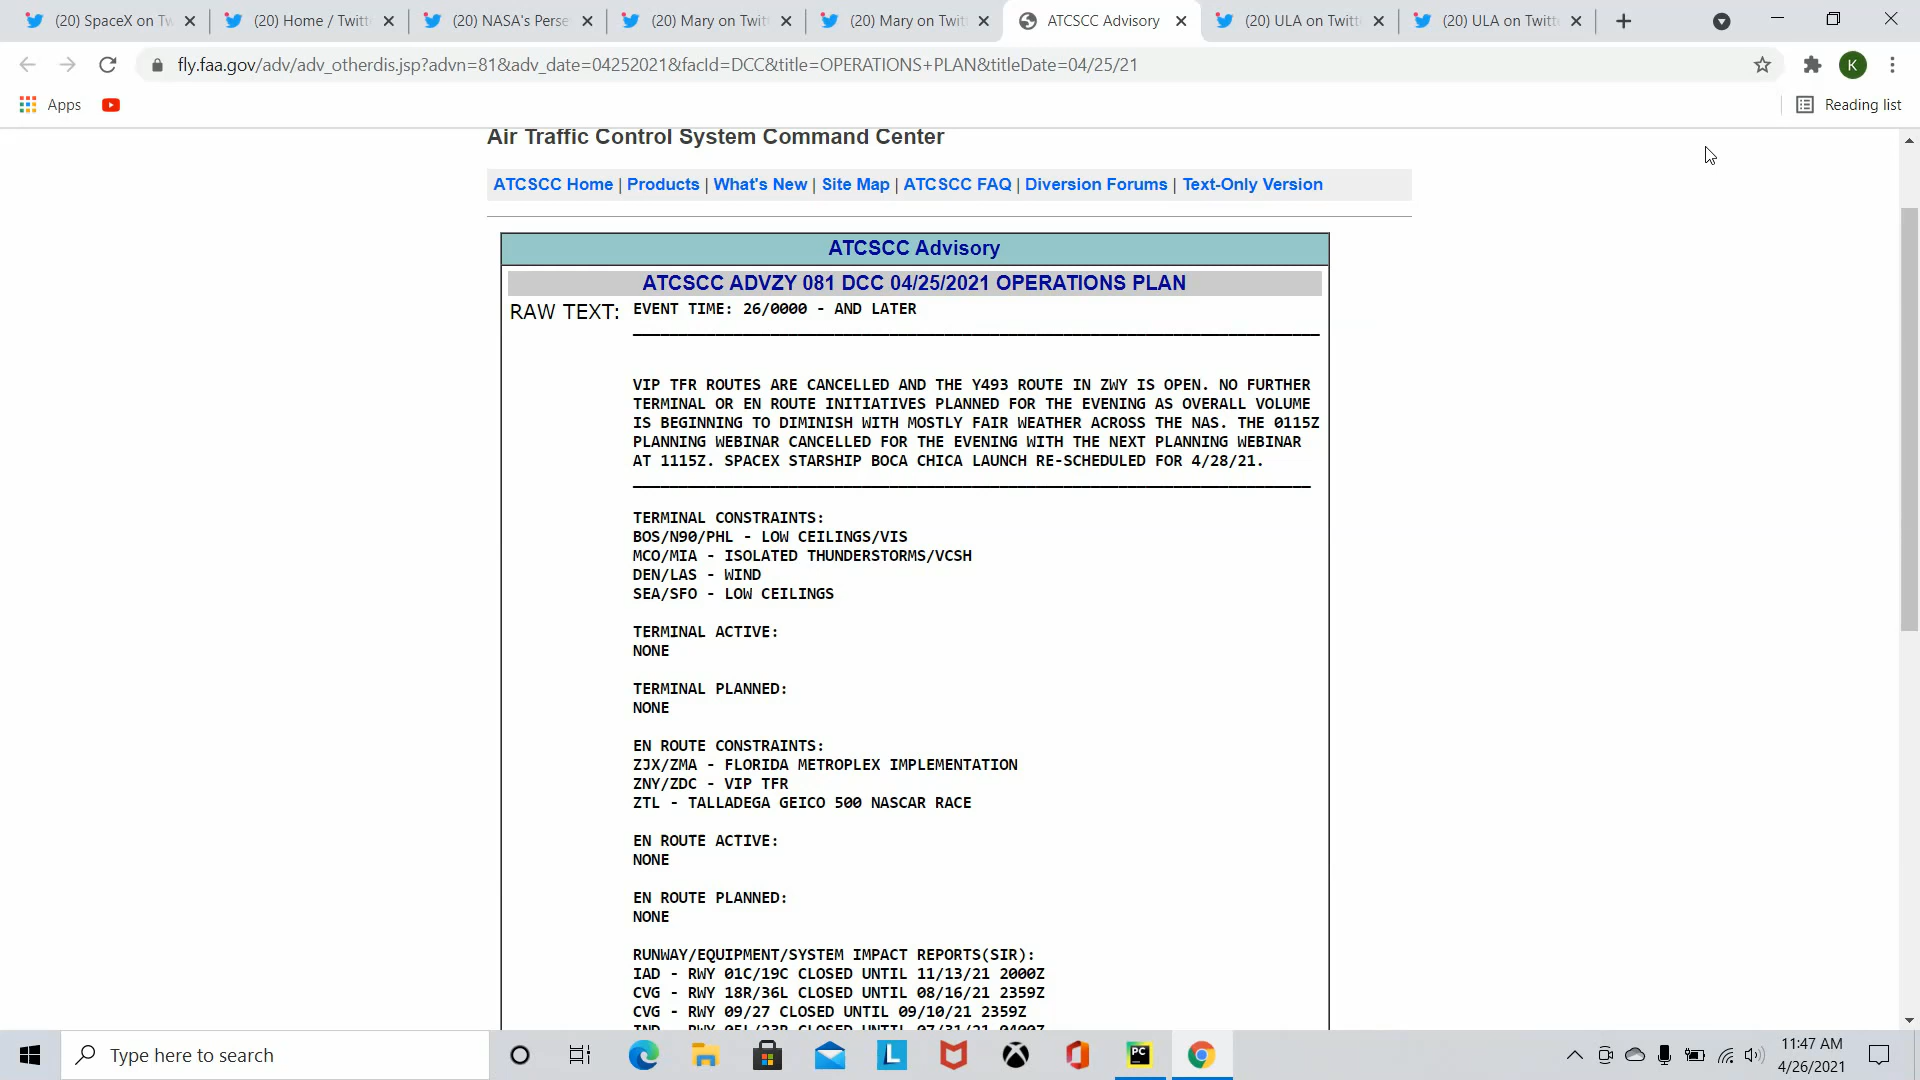 (20) SpaceX on Tw
(20) Home / Twitt
(20) NASA's Perse
(20) Mary on Twit
(20) Mary on Twit
ATCSCC Advisory
(20) ULA on Twitt
(20) ULA on Twitt
fly.faa.gov/adv/adv_otherdis.jsp?advn=81&adv_date=04252021&facId=DCC&title=OPERATIONS+PLAN&titleDate=04/25/21
K
Apps
Reading list
Air Traffic Control System Command Center
ATCSCC Home | Products | What's New | Site Map | ATCSCC FAQ | Diversion Forums | Text-Only Version
ATCSCC Advisory
ATCSCC ADVZY 081 DCC 04/25/2021 OPERATIONS PLAN
RAW TEXT: EVENT TIME: 26/0000 - AND LATER
VIP TFR ROUTES ARE CANCELLED AND THE Y493 ROUTE IN ZWY IS OPEN. NO FURTHER
TERMINAL OR EN ROUTE INITIATIVES PLANNED FOR THE EVENING AS OVERALL VOLUME
IS BEGINNING TO DIMINISH WITH MOSTLY FAIR WEATHER ACROSS THE NAS. THE 0115Z
PLANNING WEBINAR CANCELLED FOR THE EVENING WITH THE NEXT PLANNING WEBINAR
AT 1115Z. SPACEX STARSHIP BOCA CHICA LAUNCH RE-SCHEDULED FOR 4/28/21.
TERMINAL CONSTRAINTS:
BOS/N90/PHL - LOW CEILINGS/VIS
MCO/MIA - ISOLATED THUNDERSTORMS/VCSH
DEN/LAS - WIND
SEA/SFO - LOW CEILINGS
TERMINAL ACTIVE:
NONE
TERMINAL PLANNED:
NONE
EN ROUTE CONSTRAINTS:
ZJX/ZMA - FLORIDA METROPLEX IMPLEMENTATION
ZNY/ZDC - VIP TFR
ZTL - TALLADEGA GEICO 500 NASCAR RACE
EN ROUTE ACTIVE:
NONE
EN ROUTE PLANNED:
NONE
RUNWAY/EQUIPMENT/SYSTEM IMPACT REPORTS(SIR):
IAD - RWY 01C/19C CLOSED UNTIL 11/13/21 2000Z
CVG - RWY 18R/36L CLOSED UNTIL 08/16/21 2359Z
CVG - RWY 09/27 CLOSED UNTIL 09/10/21 2359Z
IND - RWY 05L/23R CLOSED UNTIL 07/31/21 0400Z
Type here to search
L
PC
11:47 AM
4/26/2021